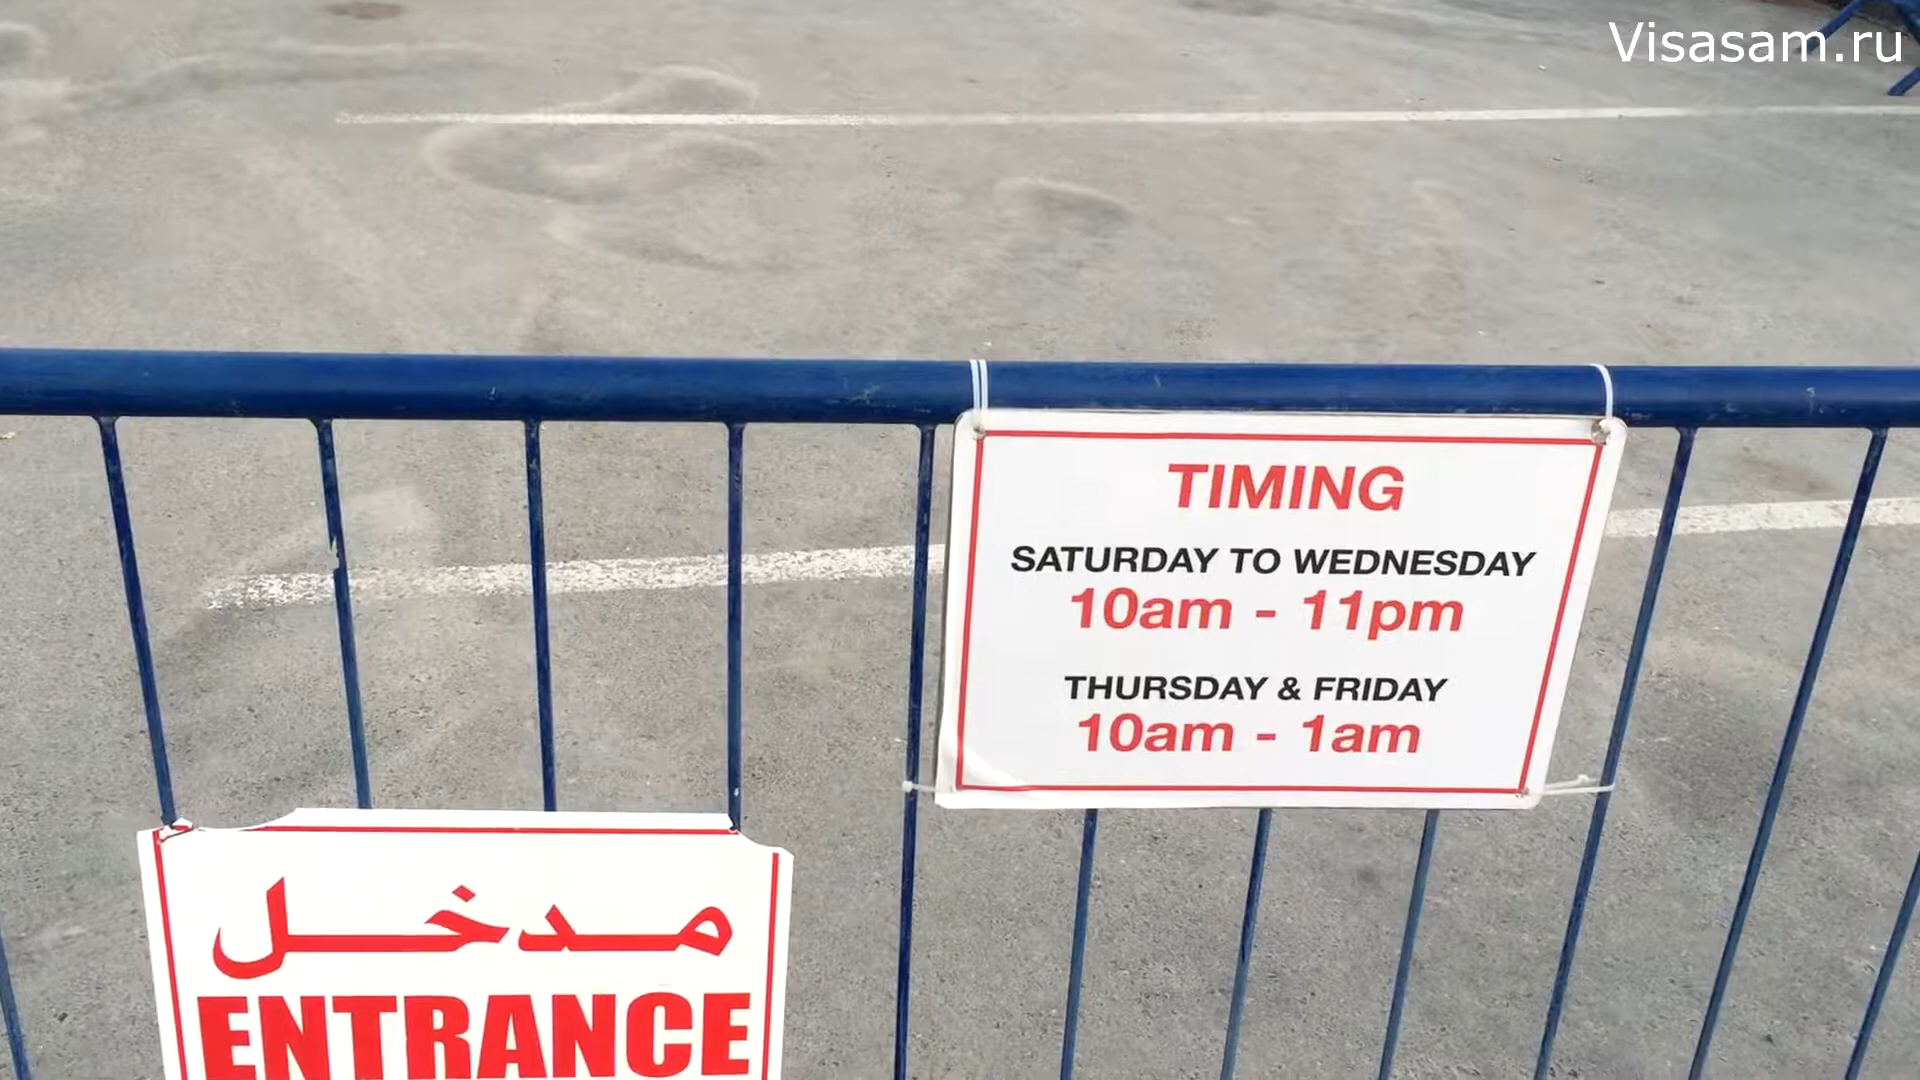 Visasam.ru
TIMING
SATURDAY TO WEDNESDAY
10am - 11pm
THURSDAY & FRIDAY
10am - 1am
مدخل
ENTRANCE